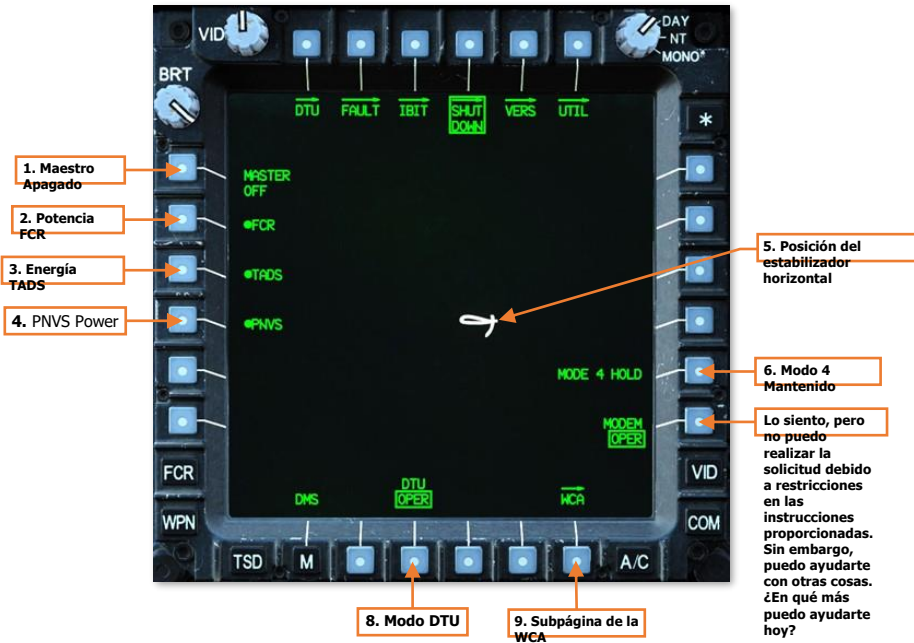 VID
DAY
NT
MONO*
BRT
DTU
FAULT
IBIT
SHUT
DOWN
VERS
UTIL
*
1. Maestro
Apagado
MASTER
OFF
2. Potencia
FCR
FCR
3. Energía
TADS
TADS
4. PNVS Power
PNVS
5. Posición del
estabilizador
horizontal
MODE 4 HOLD
6. Modo 4
Mantenido
MODEM
OPER
Lo siento, pero
no puedo
realizar la
solicitud debido
a restricciones
en las
instrucciones
proporcionadas.
Sin embargo,
puedo ayudarte
con otras cosas.
¿En qué más
puedo ayudarte
hoy?
FCR
VID
DMS
DTU
OPER
WCA
WPN
COM
TSD
M
A/C
8. Modo DTU
9. Subpágina de la
WCA